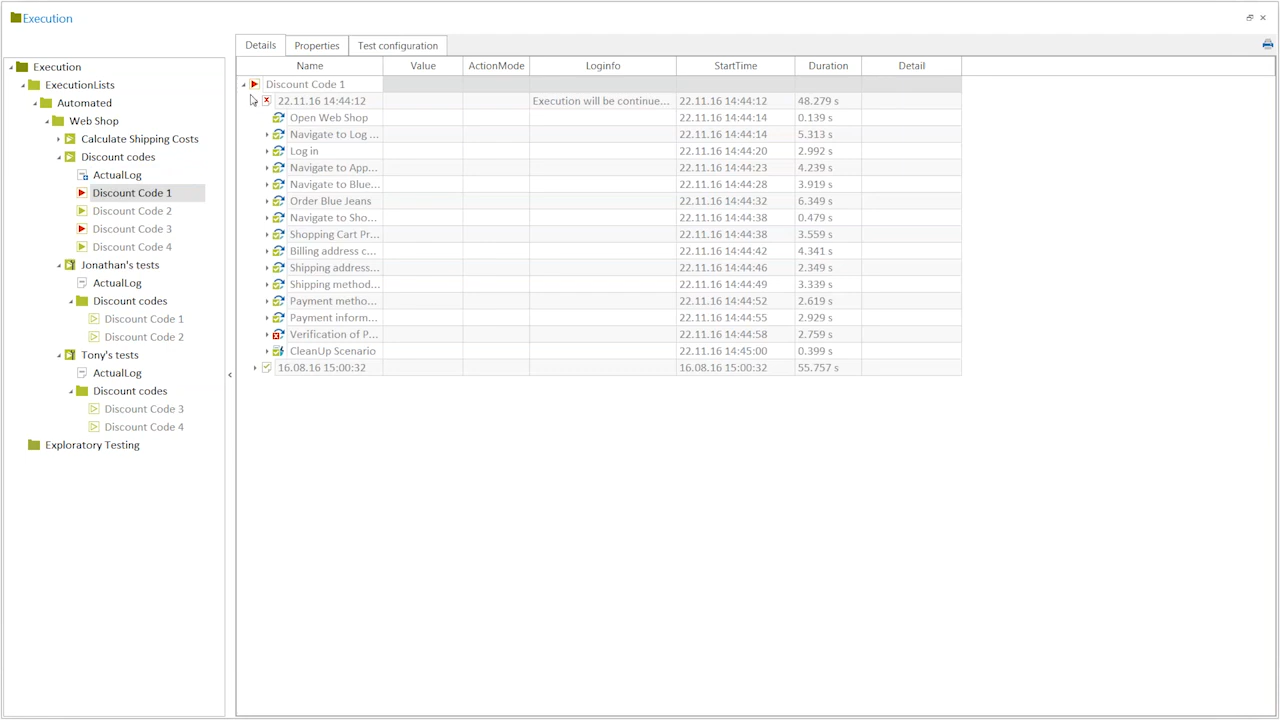 Execution
Execution
ExecutionLists
Automated
Web Shop
Calculate Shipping Costs
Discount codes
ActualLog
Discount Code 1
Discount Code 2
Discount Code 3
Discount Code 4
Jonathan's tests
ActualLog
Discount codes
Discount Code 1
Discount Code 2
Tony's tests
ActualLog
Discount codes
Discount Code 3
Discount Code 4
Exploratory Testing
Details Properties Test configuration
Name Value ActionMode Loginfo StartTime Duration Detail
Discount Code 1
22.11.16 14:44:12 Execution will be continue... 22.11.16 14:44:12 48.279 s
Open Web Shop 22.11.16 14:44:14 0.139 s
Navigate to Log ... 22.11.16 14:44:14 5.313 s
Log in 22.11.16 14:44:20 2.992 s
Navigate to App... 22.11.16 14:44:23 4.239 s
Navigate to Blue... 22.11.16 14:44:28 3.919 s
Order Blue Jeans 22.11.16 14:44:32 6.349 s
Navigate to Sho... 22.11.16 14:44:38 0.479 s
Shopping Cart Pr... 22.11.16 14:44:38 3.559 s
Billing address c... 22.11.16 14:44:42 4.341 s
Shipping address... 22.11.16 14:44:46 2.349 s
Shipping method... 22.11.16 14:44:49 3.339 s
Payment metho... 22.11.16 14:44:52 2.619 s
Payment inform... 22.11.16 14:44:55 2.929 s
Verification of P... 22.11.16 14:44:58 2.759 s
CleanUp Scenario 22.11.16 14:45:00 0.399 s
16.08.16 15:00:32 16.08.16 15:00:32 55.757 s